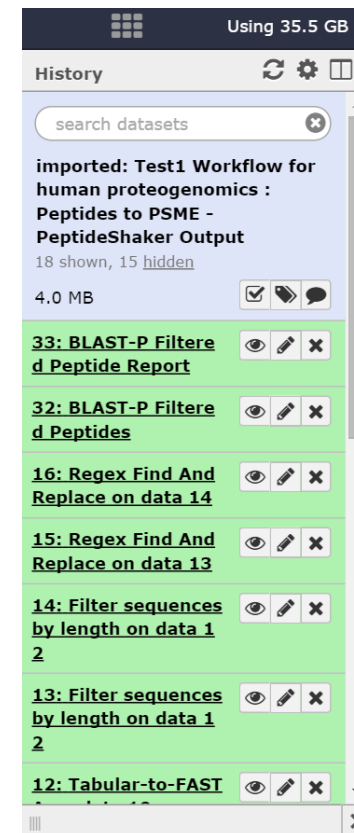 Using 35.5 GB
History
search datasets
imported: Test1 Workflow for
human proteogenomics :
Peptides to PSME -
PeptideShaker Output
18 shown, 15 hidden
4.0 MB
33: BLAST-P Filtere
d Peptide Report
32: BLAST-P Filtere
d Peptides
16: Regex Find And
Replace on data 14
15: Regex Find And
Replace on data 13
14: Filter sequences
by length on data 1
2
13: Filter sequences
by length on data 1
2
12: Tabular-to-FAST